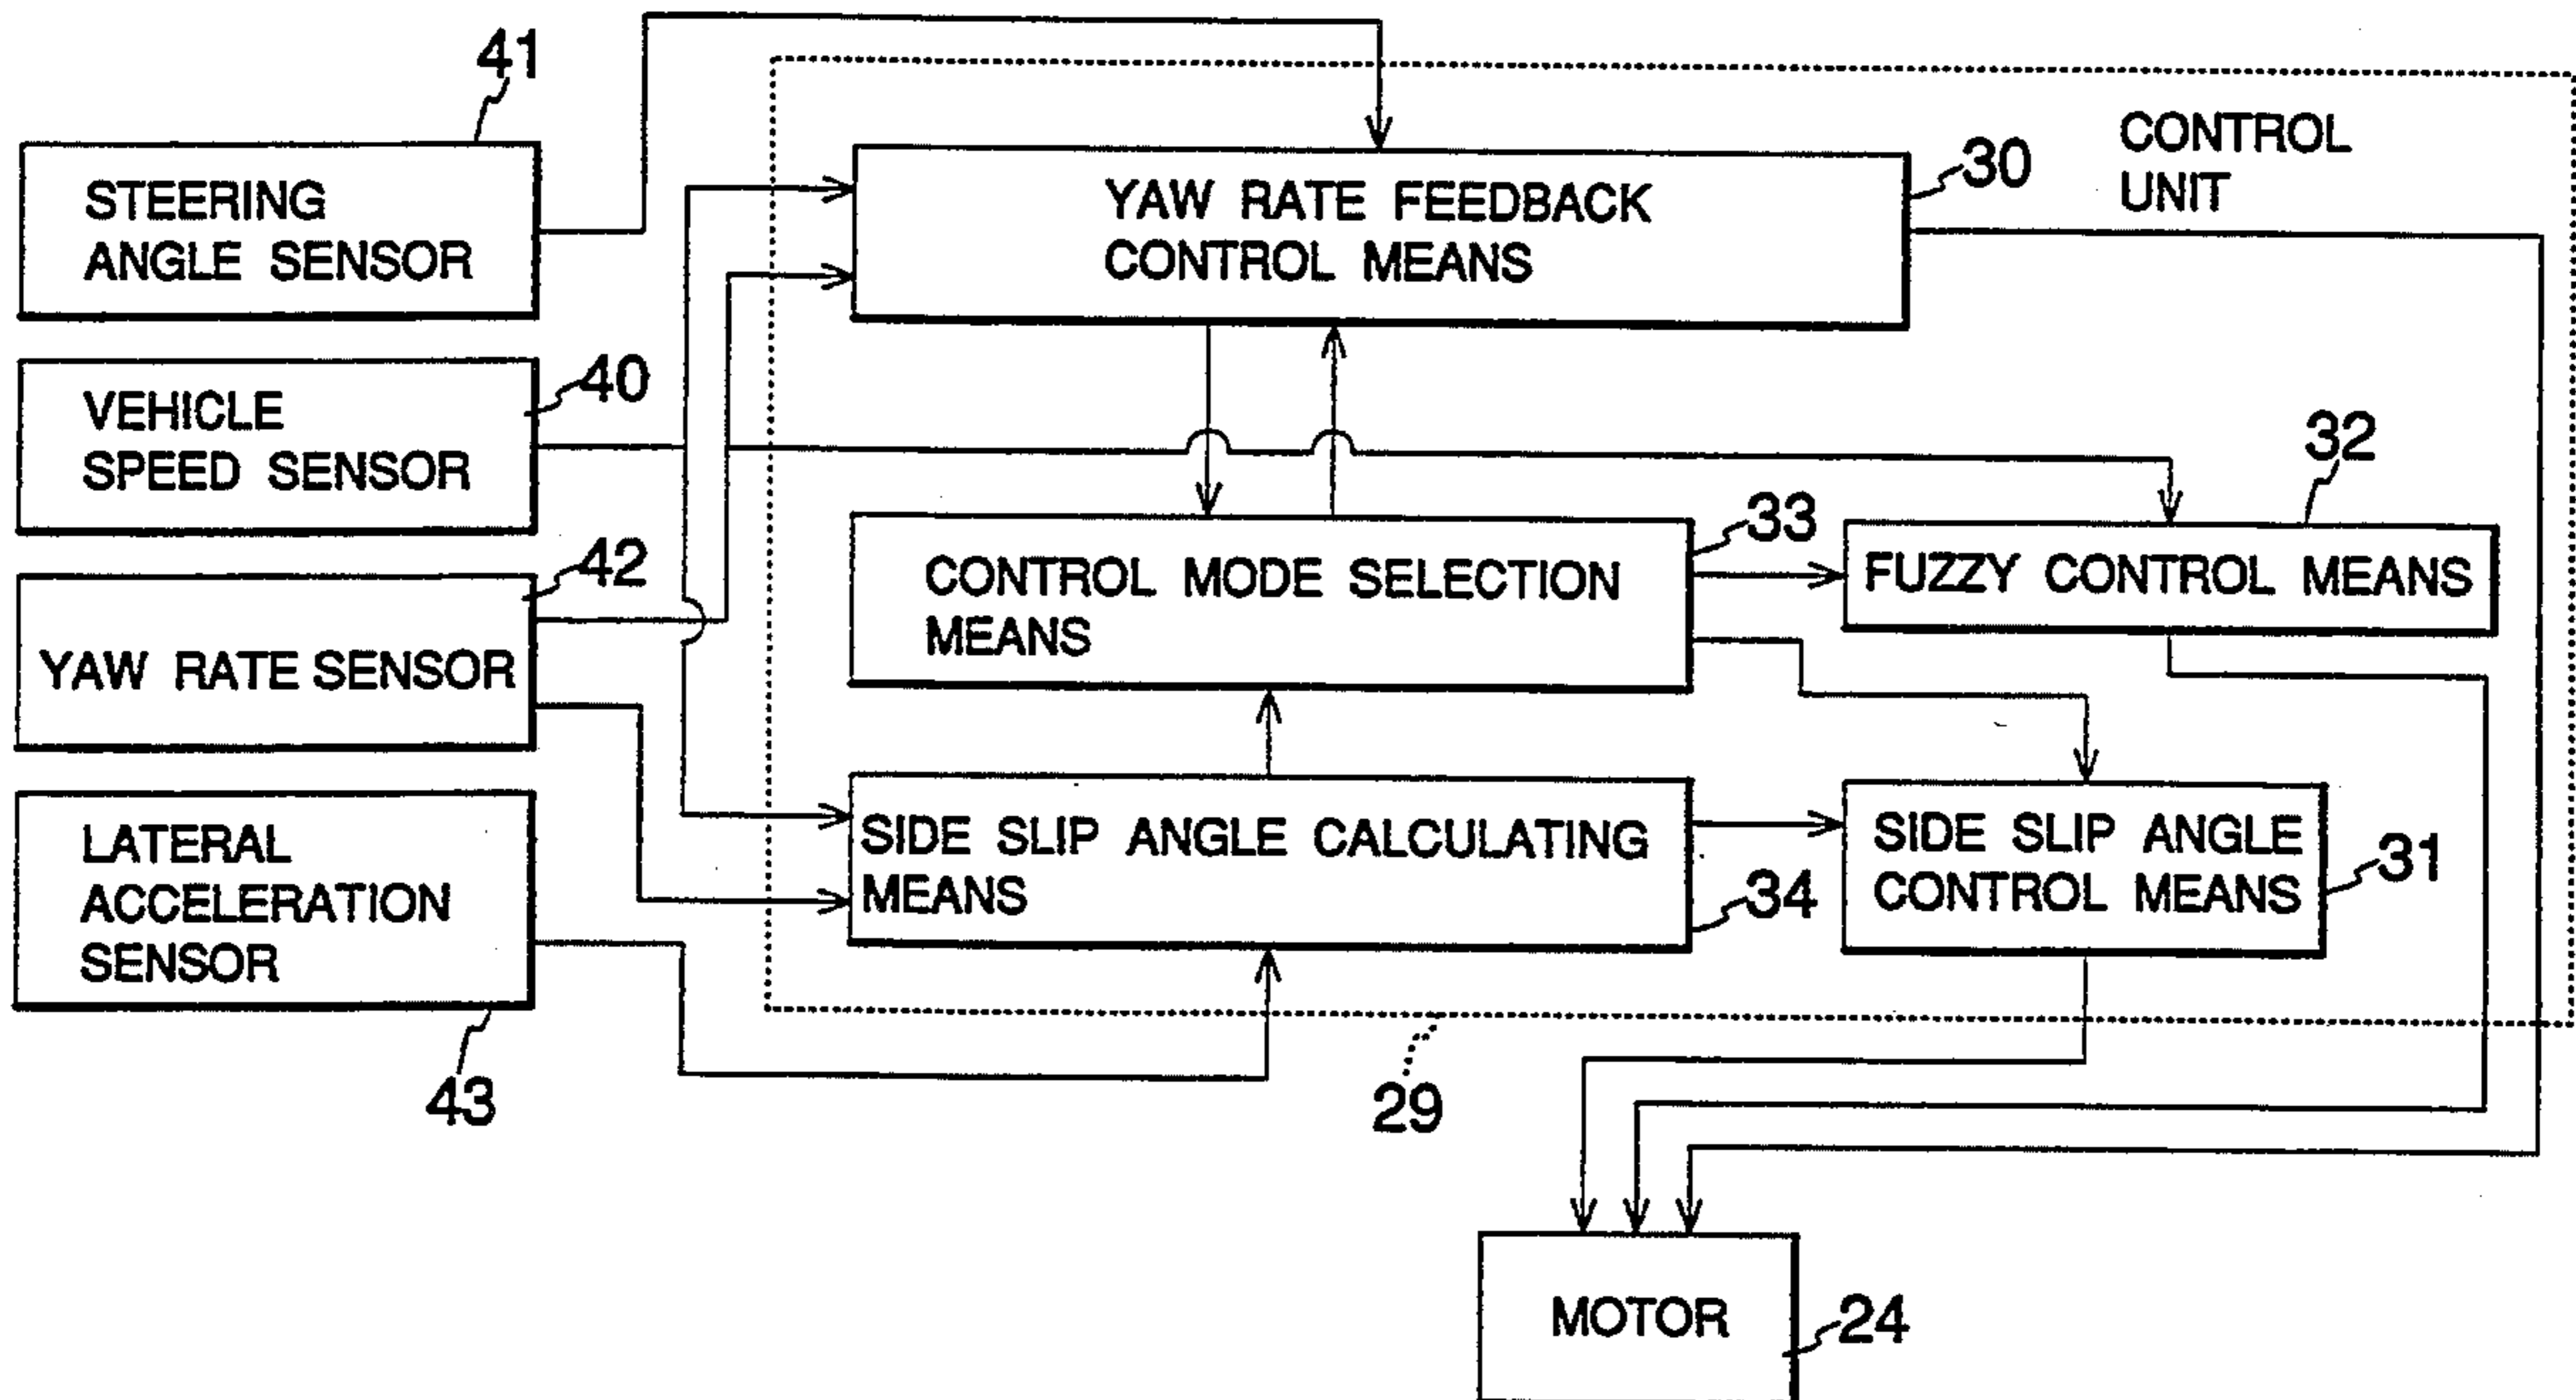 41
STEERING
ANGLE SENSOR
40
VEHICLE
SPEED SENSOR
42
YAW RATE SENSOR
LATERAL
ACCELERATION
SENSOR
43
CONTROL
UNIT
30
YAW RATE FEEDBACK
CONTROL MEANS
33
CONTROL MODE SELECTION
MEANS
32
FUZZY CONTROL MEANS
SIDE SLIP ANGLE CALCULATING
MEANS
34
SIDE SLIP ANGLE
CONTROL MEANS
31
29
MOTOR
24